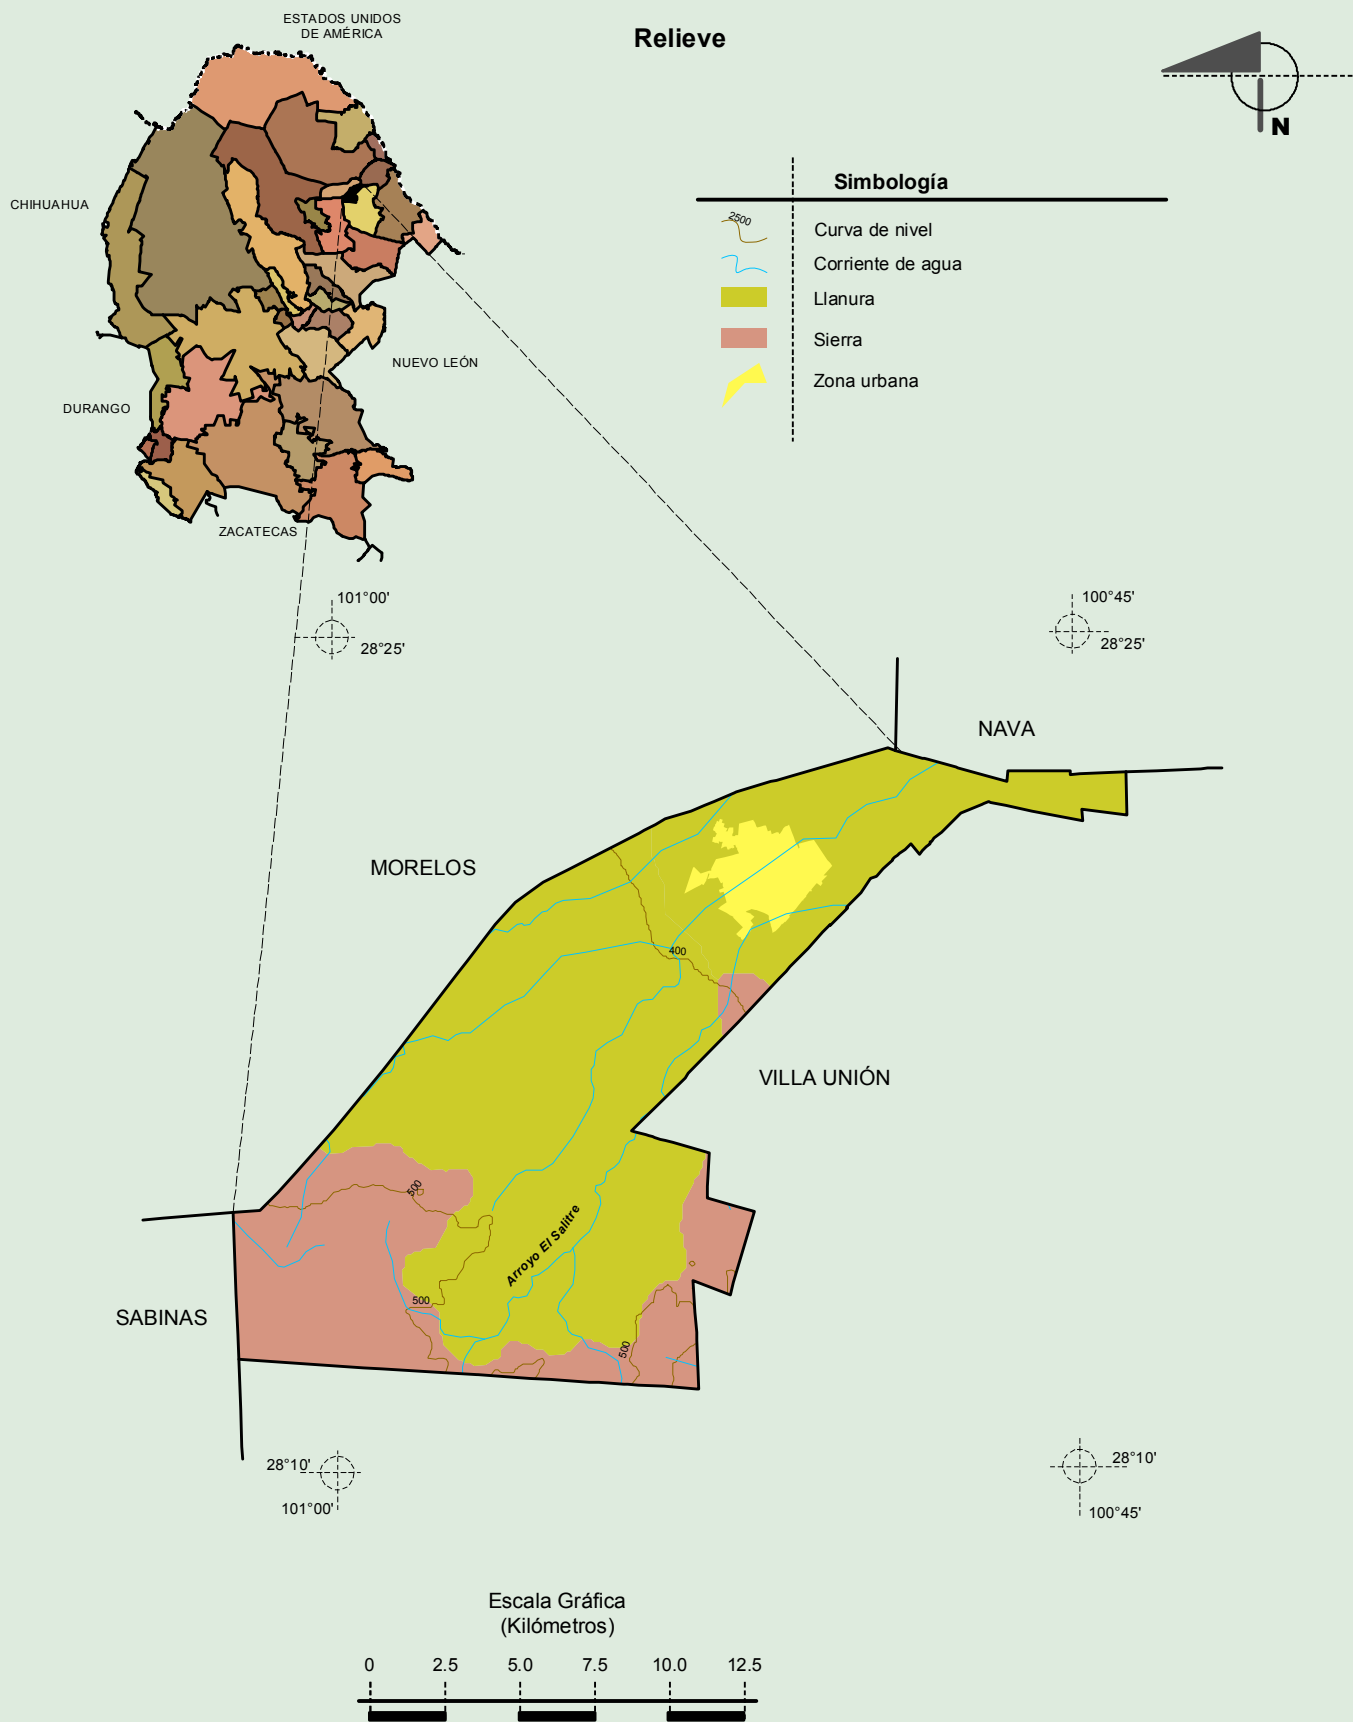 Relieve
ESTADOS UNIDOS
DE AMÉRICA
CHIHUAHUA
NUEVO LEÓN
DURANGO
ZACATECAS
N
Simbología
2500
Curva de nivel
Corriente de agua
Llanura
Sierra
Zona urbana
101°00'
28°25'
100°45'
28°25'
NAVA
MORELOS
400
VILLA UNIÓN
500
Arroyo El Salitre
500
500
SABINAS
28°10'
101°00'
28°10'
100°45'
Escala Gráfica
(Kilómetros)
0 2.5 5.0 7.5 10.0 12.5